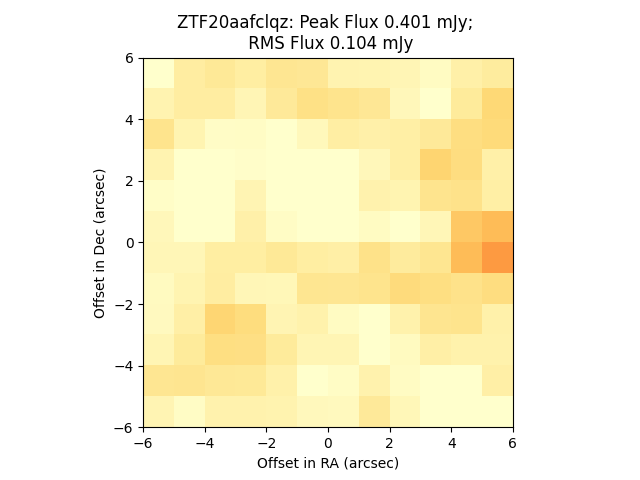 ZTF20aafclqz: Peak Flux 0.401 mJy;
RMS Flux 0.104 mJy
6
4
2
0
−2
−4
−6
Offset in Dec (arcsec)
−6 −4 −2 0 2 4 6
Offset in RA (arcsec)